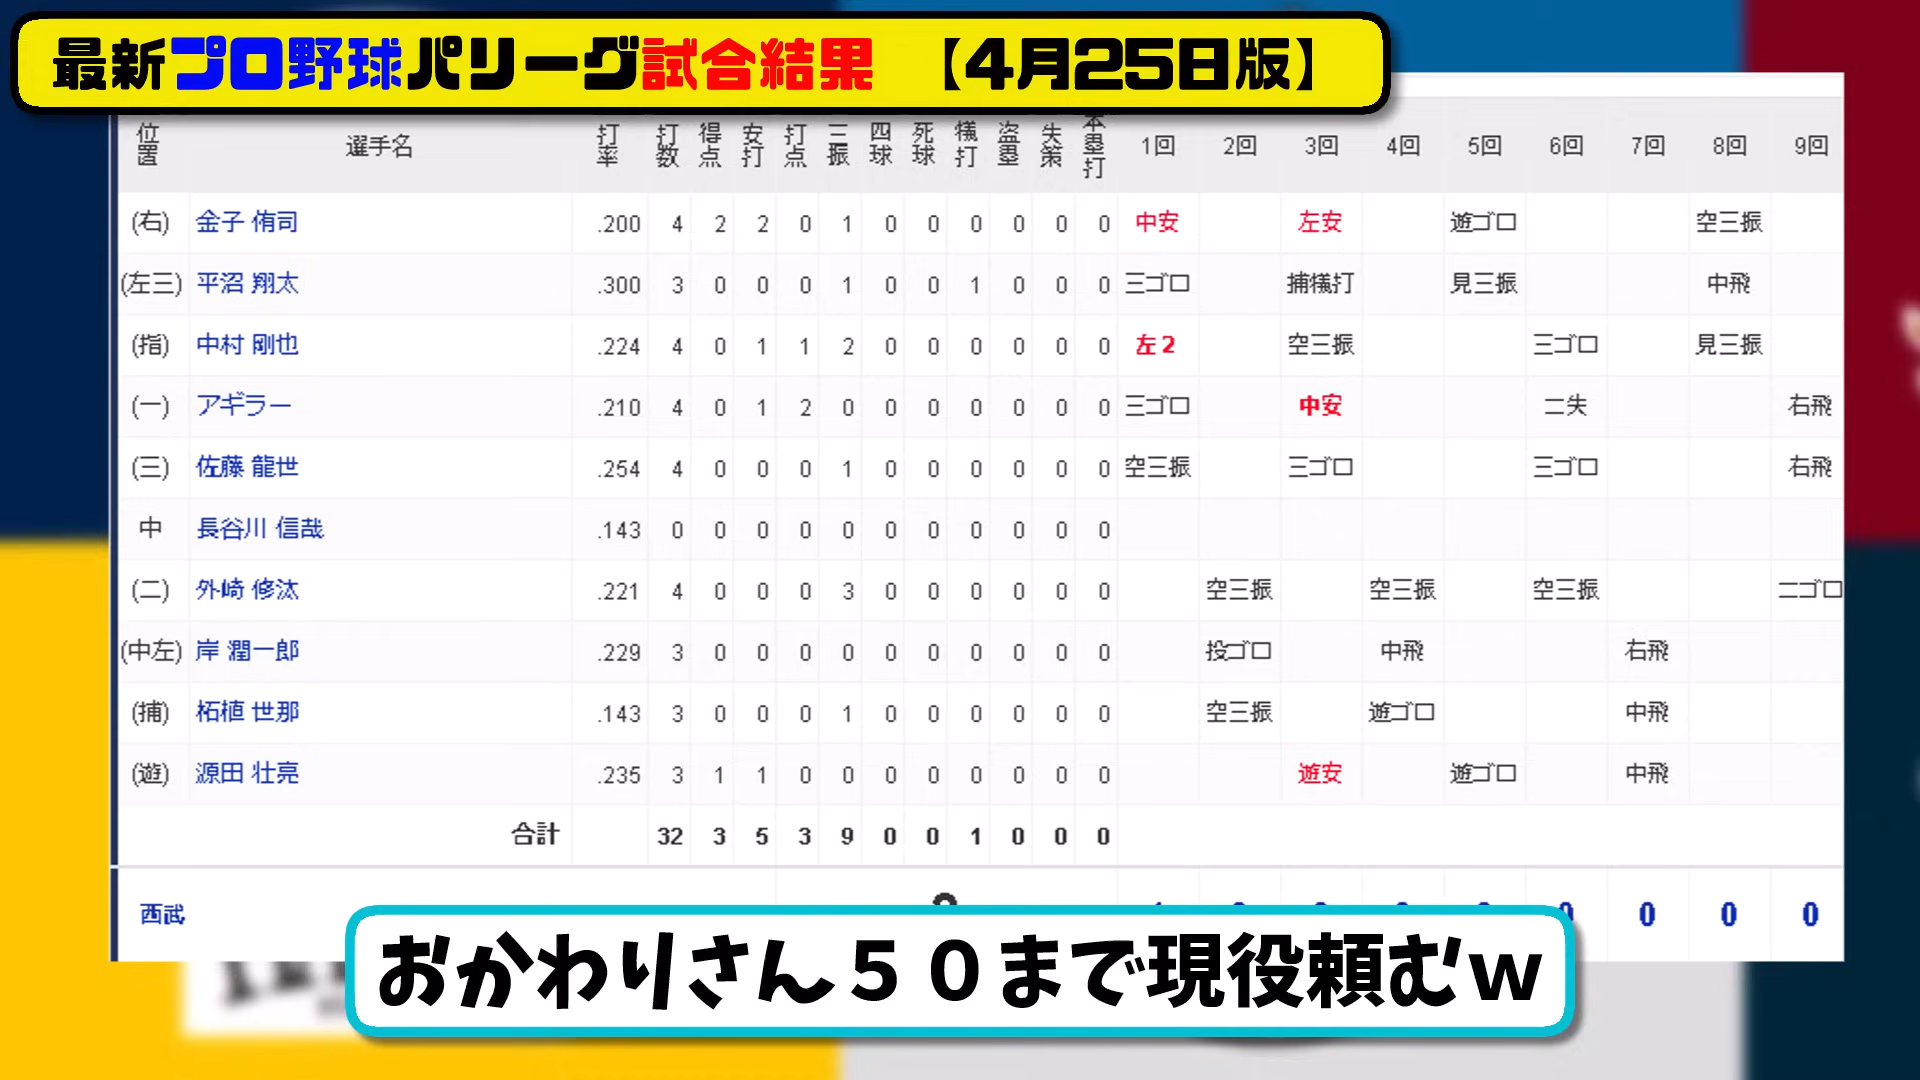 最新プロ野球パリーグ試合結果 【4月25日版】
位置 選手名 打率 打数 得点 安打 打点 三振 四球 死球 犠打 盗塁 失策 本塁打 1回 2回 3回 4回 5回 6回 7回 8回 9回
(右) 金子 侑司 .200 4 2 2 0 1 0 0 0 0 0 0 中安 左安 遊ゴロ 空三振
(左三) 平沼 翔太 .300 3 0 0 0 1 0 0 1 0 0 0 三ゴロ 捕犠打 見三振 中飛
(指) 中村 剛也 .224 4 0 1 1 2 0 0 0 0 0 0 左2 空三振 三ゴロ 見三振
(一) アギラー .210 4 0 1 2 0 0 0 0 0 0 0 三ゴロ 中安 二失 右飛
(三) 佐藤 龍世 .254 4 0 0 0 1 0 0 0 0 0 0 空三振 三ゴロ 三ゴロ 右飛
中 長谷川 信哉 .143 0 0 0 0 0 0 0 0 0 0 0
(二) 外崎 修汰 .221 4 0 0 0 3 0 0 0 0 0 0 空三振 空三振 空三振 二ゴロ
(中左) 岸 潤一郎 .229 3 0 0 0 0 0 0 0 0 0 0 投ゴロ 中飛 右飛
(捕) 柘植 世那 .143 3 0 0 0 1 0 0 0 0 0 0 空三振 遊ゴロ 中飛
(遊) 源田 壮亮 .235 3 1 1 0 0 0 0 0 0 0 0 遊安 遊ゴロ 中飛
合計 32 3 5 3 9 0 0 1 0 0 0
西武 0 0 0
おかわりさん50まで現役頼むw